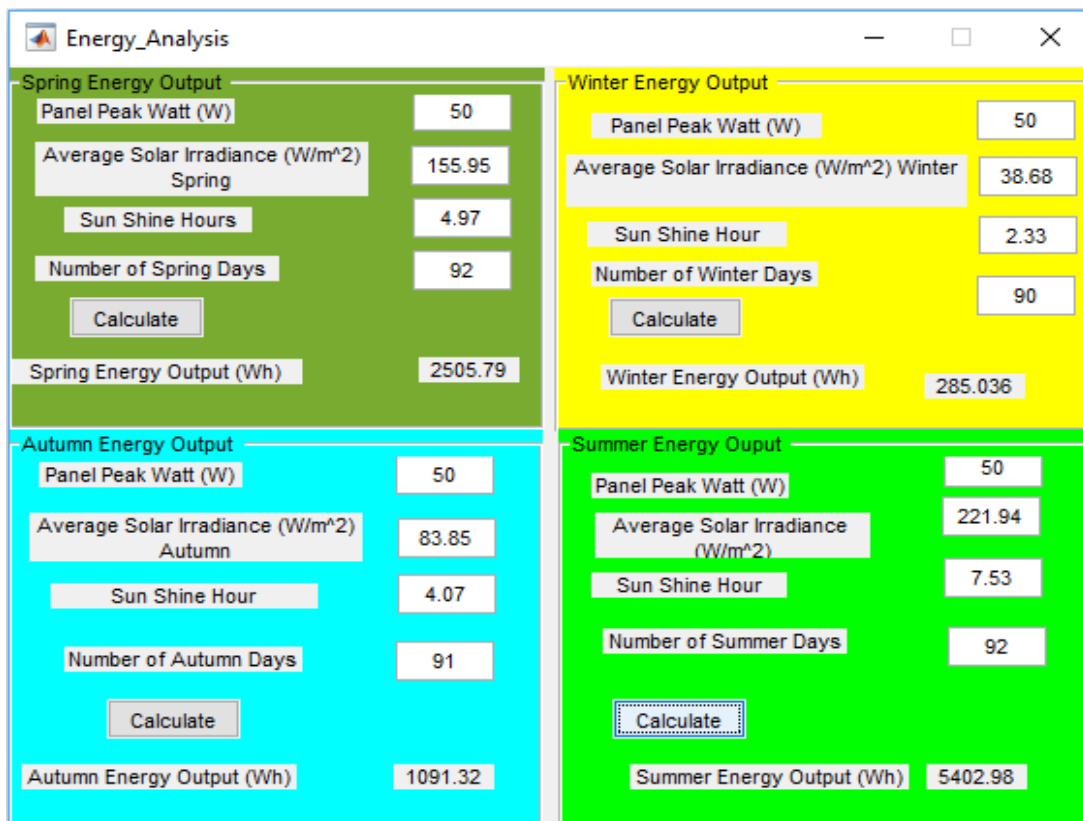 Energy_Analysis
Spring Energy Output
Panel Peak Watt (W)
50
Average Solar Irradiance (W/m^2)
Spring
155.95
Sun Shine Hours
4.97
Number of Spring Days
92
Calculate
Spring Energy Output (Wh)
2505.79
Winter Energy Output
Panel Peak Watt (W)
50
Average Solar Irradiance (W/m^2) Winter
38.68
Sun Shine Hour
2.33
Number of Winter Days
90
Calculate
Winter Energy Output (Wh)
285.036
Autumn Energy Output
Panel Peak Watt (W)
50
Average Solar Irradiance (W/m^2)
Autumn
83.85
Sun Shine Hour
4.07
Number of Autumn Days
91
Calculate
Autumn Energy Output (Wh)
1091.32
Summer Energy Ouput
Panel Peak Watt (W)
50
Average Solar Irradiance
(W/m^2)
221.94
Sun Shine Hour
7.53
Number of Summer Days
92
Calculate
Summer Energy Output (Wh)
5402.98